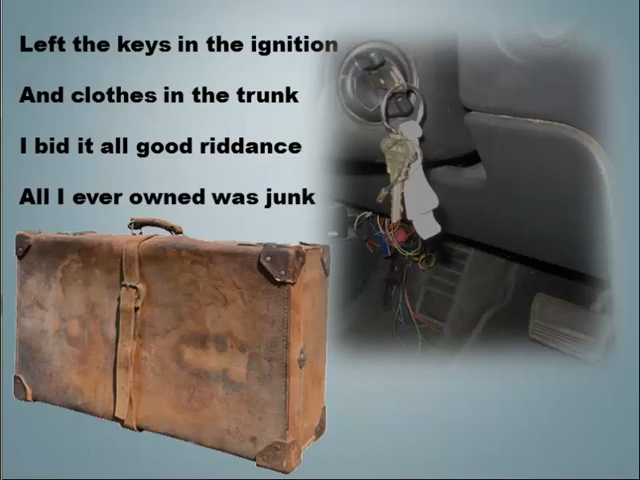 Left the keys in the ignition
And clothes in the trunk
I bid it all good riddance
All I ever owned was junk